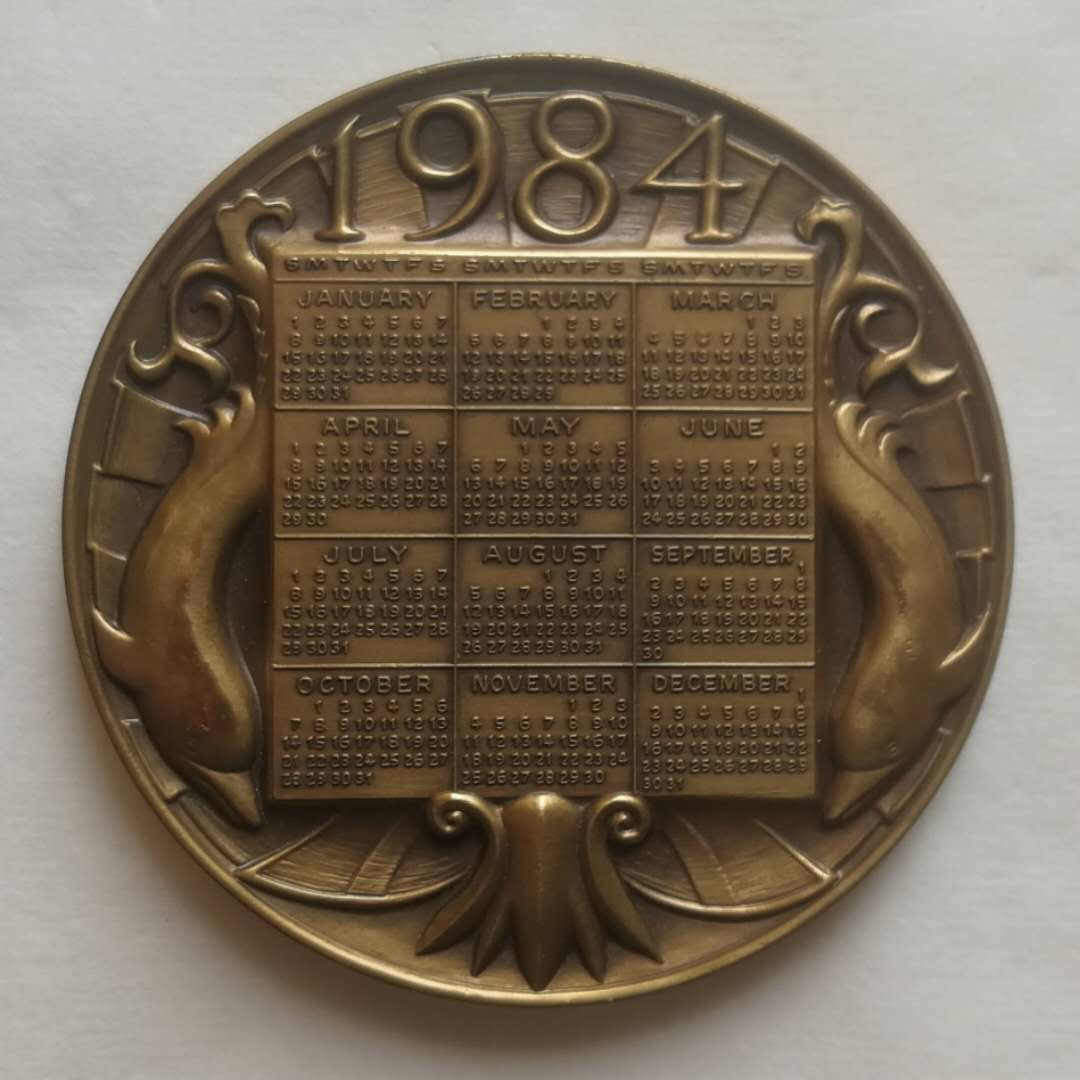 1984
S M T W T F S S M T W T F S S M T W T F S
JANUARY FEBRUARY MARCH
1 2 3 4 5 6 7 1 2 3 4 1 2 3
8 9 10 11 12 13 14 5 6 7 8 9 10 11 4 5 6 7 8 9 10
15 16 17 18 19 20 21 12 13 14 15 16 17 18 11 12 13 14 15 16 17
22 23 24 25 26 27 28 19 20 21 22 23 24 25 18 19 20 21 22 23 24
29 30 31 26 27 28 29 25 26 27 28 29 30 31
APRIL MAY JUNE
1 2 3 4 5 6 7 1 2 3 4 5 1 2
8 9 10 11 12 13 14 6 7 8 9 10 11 12 3 4 5 6 7 8 9
15 16 17 18 19 20 21 13 14 15 16 17 18 19 10 11 12 13 14 15 16
22 23 24 25 26 27 28 20 21 22 23 24 25 26 17 18 19 20 21 22 23
29 30 27 28 29 30 31 24 25 26 27 28 29 30
JULY AUGUST SEPTEMBER
1 2 3 4 5 6 7 1 2 3 4 1
8 9 10 11 12 13 14 5 6 7 8 9 10 11 2 3 4 5 6 7 8
15 16 17 18 19 20 21 12 13 14 15 16 17 18 9 10 11 12 13 14 15
22 23 24 25 26 27 28 19 20 21 22 23 24 25 16 17 18 19 20 21 22
29 30 31 26 27 28 29 30 31 23 24 25 26 27 28 29
30
OCTOBER NOVEMBER DECEMBER
1 2 3 4 5 6 1 2 3 1
7 8 9 10 11 12 13 4 5 6 7 8 9 10 2 3 4 5 6 7 8
14 15 16 17 18 19 20 11 12 13 14 15 16 17 9 10 11 12 13 14 15
21 22 23 24 25 26 27 18 19 20 21 22 23 24 16 17 18 19 20 21 22
28 29 30 31 25 26 27 28 29 30 23 24 25 26 27 28 29
30 31